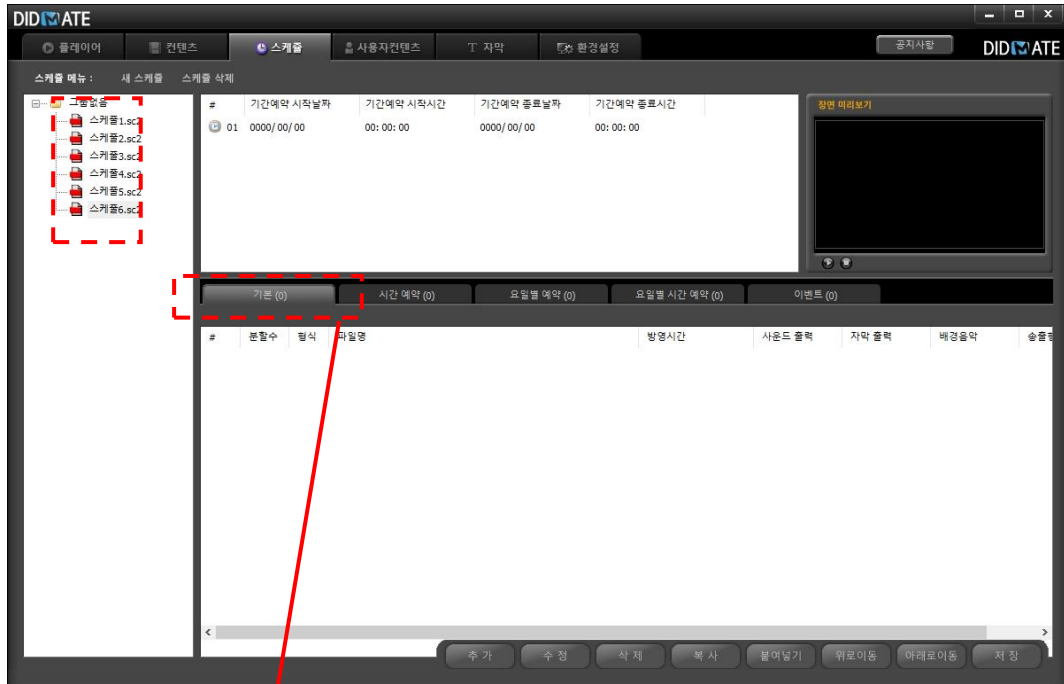 DIDMATE
플레이어 컨텐츠 스케줄 사용자컨텐츠 T 자막 환경설정 공지사항 DIDMATE
스케줄 메뉴 : 새 스케줄 스케줄 삭제
그룹없음
스케쥴1.sc2
스케쥴2.sc2
스케쥴3.sc2
스케쥴4.sc2
스케쥴5.sc2
스케쥴6.sc2
# 기간예약 시작날짜 기간예약 시작시간 기간예약 종료날짜 기간예약 종료시간
01 0000/00/00 00: 00: 00 0000/00/00 00: 00: 00
장면 미리보기
기본 (0) 시간 예약 (0) 요일별 예약 (0) 요일별 시간 예약 (0) 이벤트 (0)
# 분할수 형식 파일명 방영시간 사운드 출력 자막 출력 배경음악 송출
추 가 수 정 삭 제 복 사 붙여넣기 위로이동 아래로이동 저 장